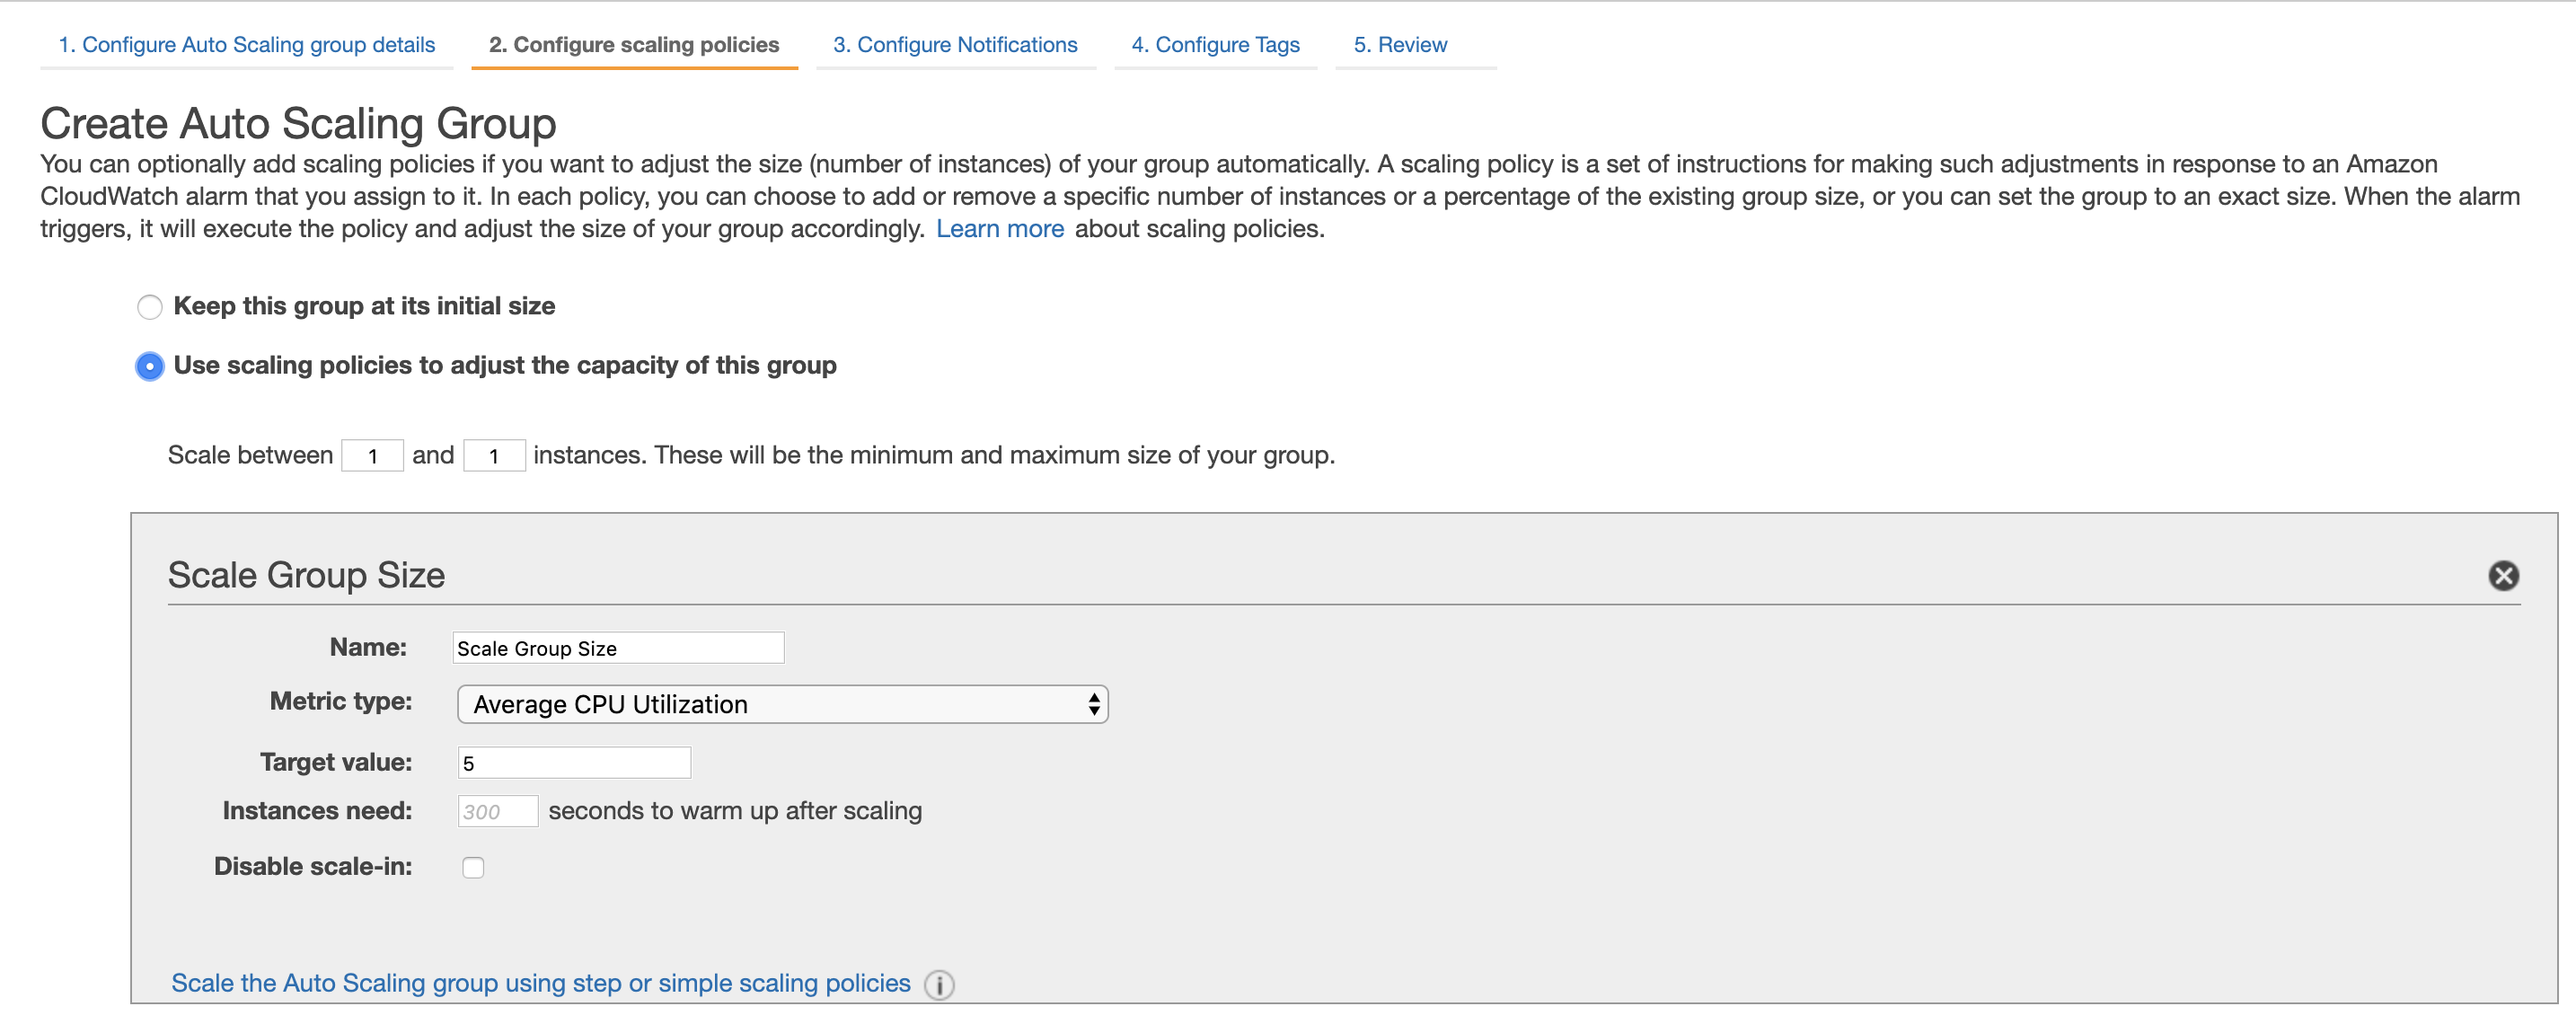 1. Configure Auto Scaling group details 2. Configure scaling policies 3. Configure Notifications 4. Configure Tags 5. Review
Create Auto Scaling Group
You can optionally add scaling policies if you want to adjust the size (number of instances) of your group automatically. A scaling policy is a set of instructions for making such adjustments in response to an Amazon
CloudWatch alarm that you assign to it. In each policy, you can choose to add or remove a specific number of instances or a percentage of the existing group size, or you can set the group to an exact size. When the alarm
triggers, it will execute the policy and adjust the size of your group accordingly. Learn more about scaling policies.
Keep this group at its initial size
Use scaling policies to adjust the capacity of this group
Scale between 1 and 1 instances. These will be the minimum and maximum size of your group.
Scale Group Size
Name: Scale Group Size
Metric type: Average CPU Utilization
Target value: 5
Instances need: 300 seconds to warm up after scaling
Disable scale-in:
Scale the Auto Scaling group using step or simple scaling policies i